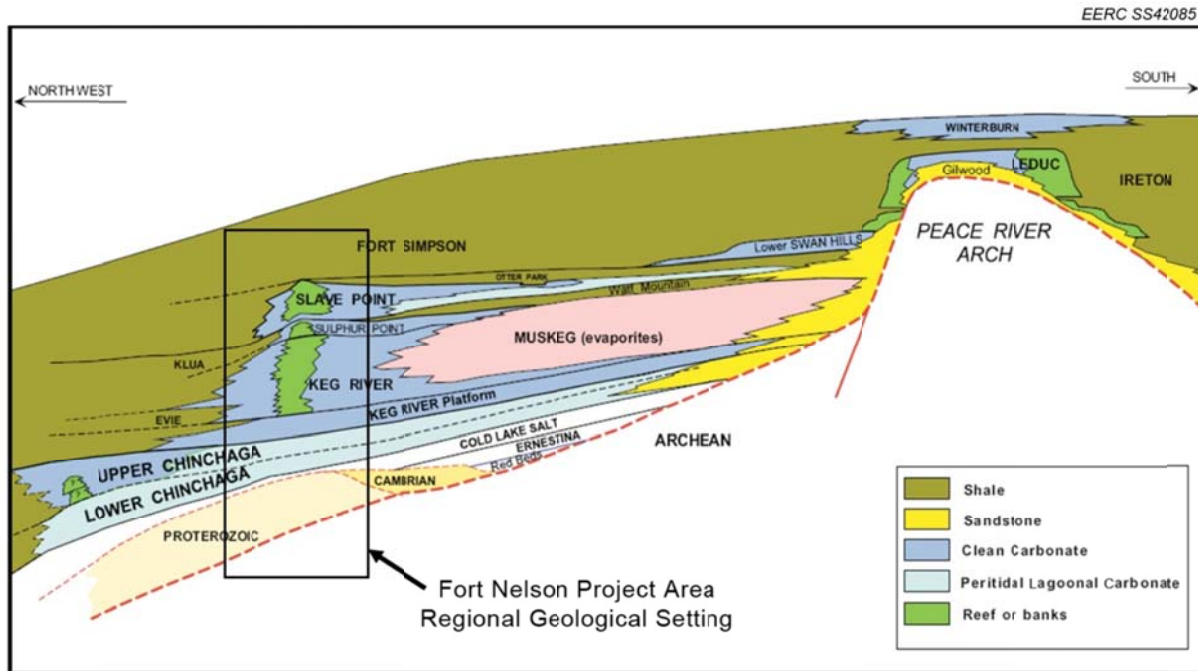 EERC SS42085
NORTHWEST
SOUTH
WINTERBURN
LEDUC
Gilwood
IRETON
PEACE RIVER
ARCH
FORT SIMPSON
Lower SWAN HILLS
OTTER PARK
Watt Mountain
SLAVE POINT
SULPHUR POINT
MUSKEG (evaporites)
KLUA
KEG RIVER
EVIE
KEG RIVER Platform
COLD LAKE SALT
ERNESTINA
Red Beds
ARCHEAN
UPPER CHINCHAGA
LOWER CHINCHAGA
CAMBRIAN
PROTEROZOIC
Fort Nelson Project Area
Regional Geological Setting
Shale
Sandstone
Clean Carbonate
Peritidal Lagoonal Carbonate
Reef or banks